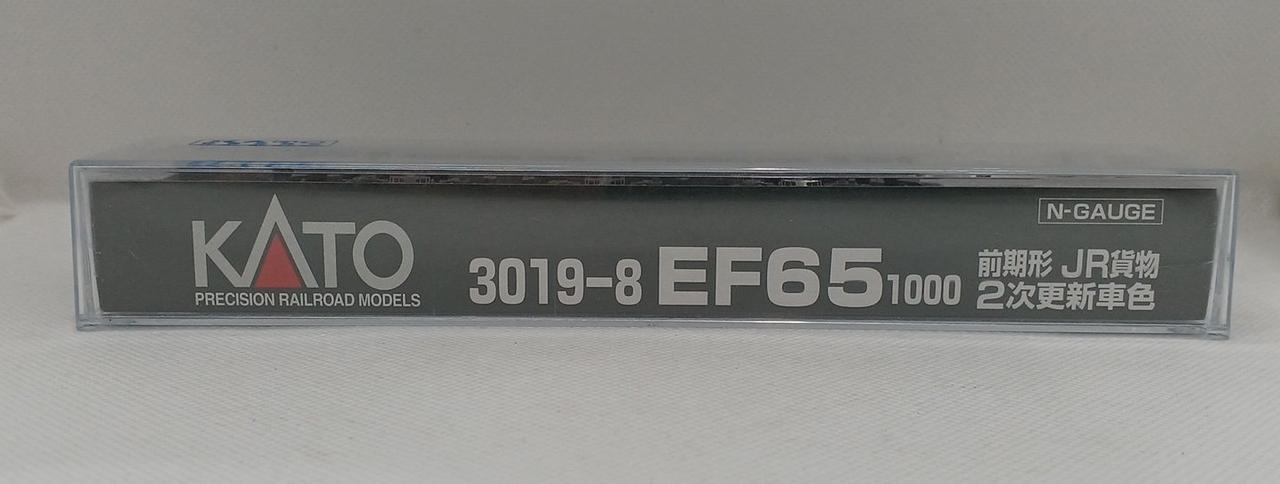 KATO
PRECISION RAILROAD MODELS
3019-8 EF65 1000
N-GAUGE
前期形 JR貨物
2次更新車色